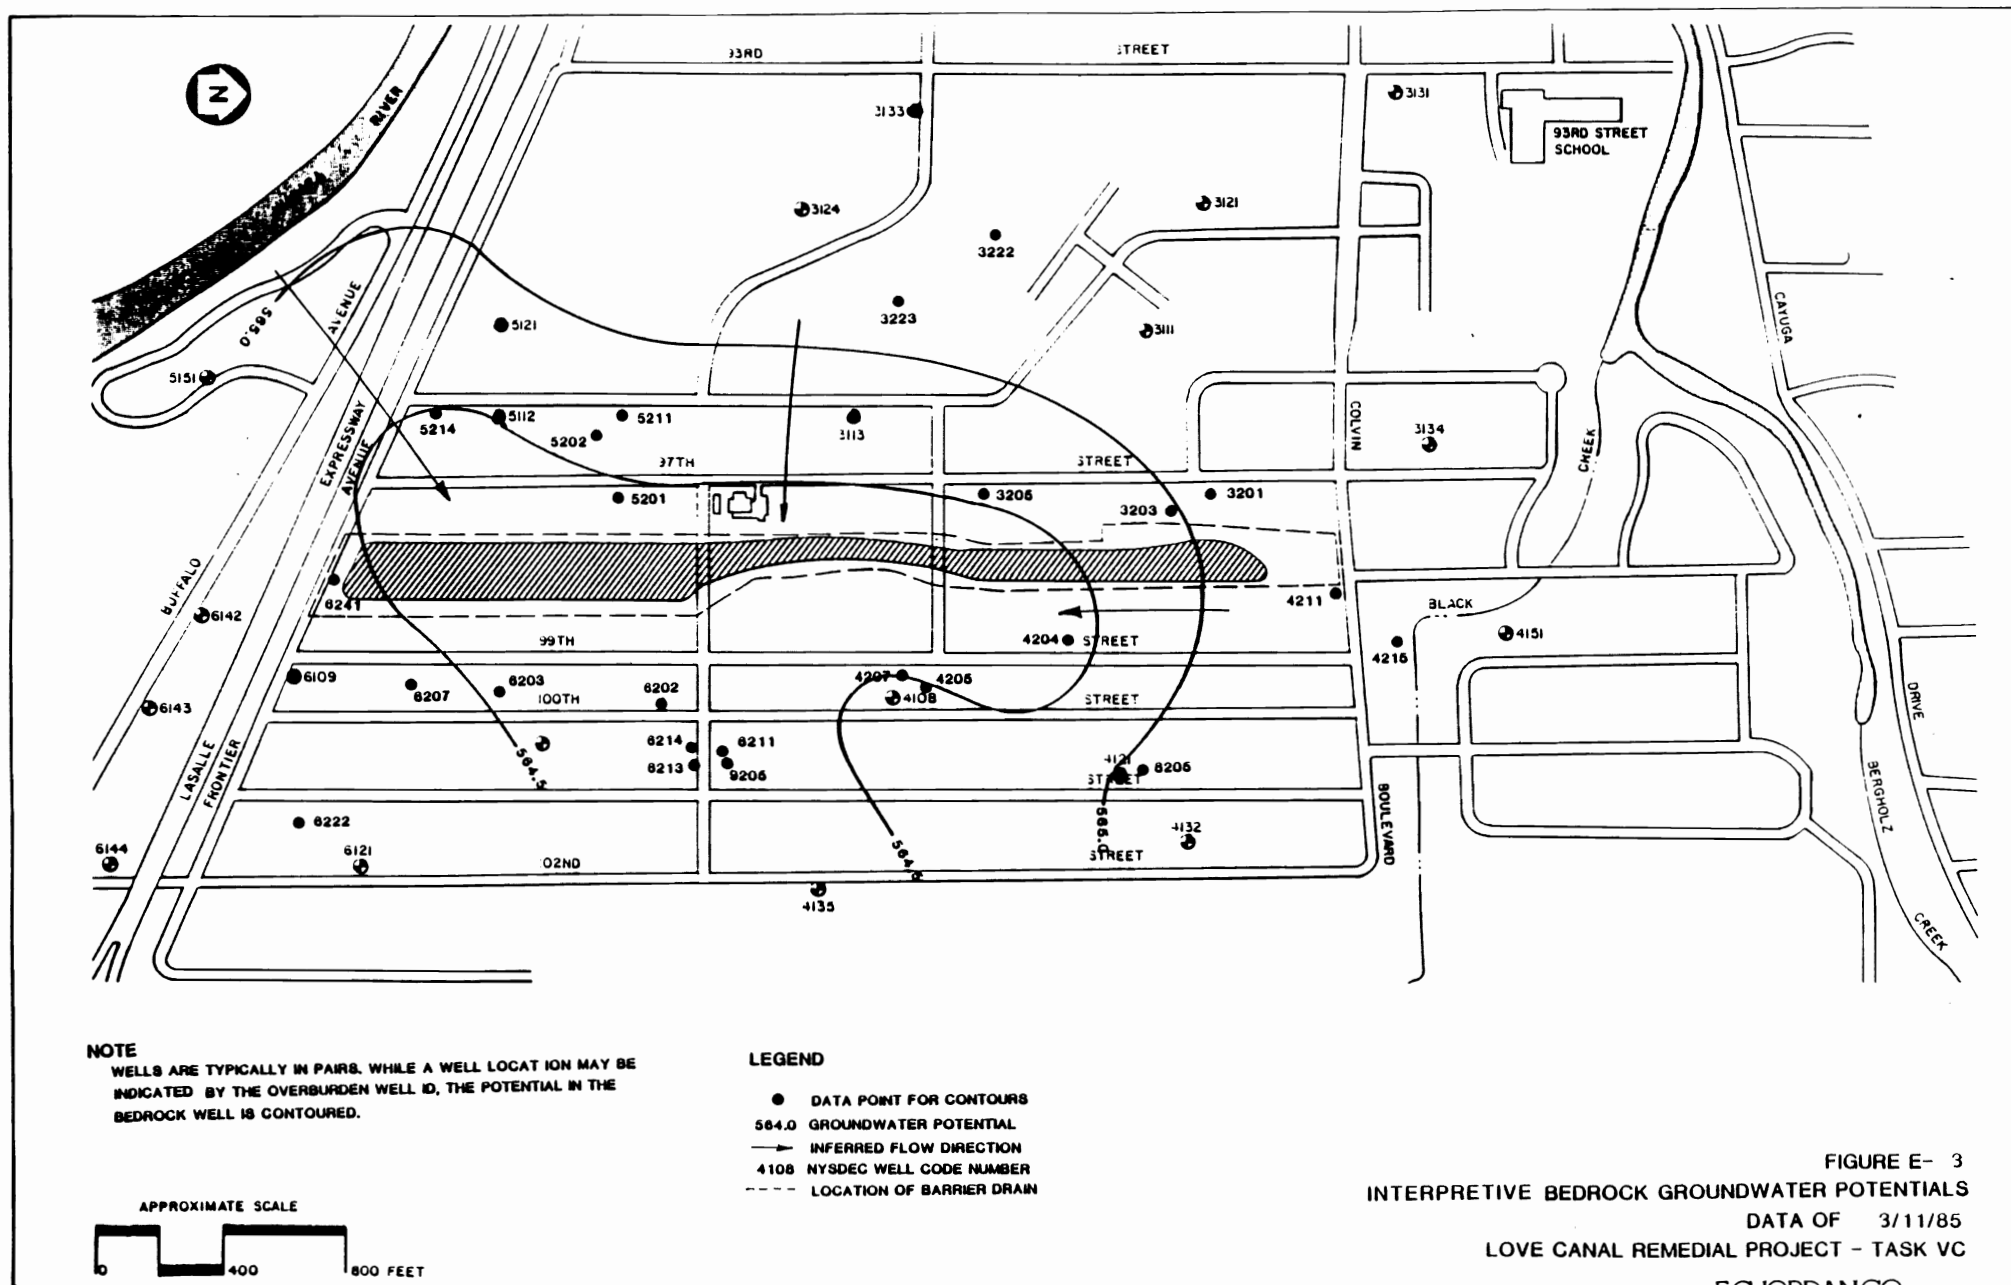 93RD STREET
N
RIVER
3133
3131
93RD STREET
SCHOOL
3124
3121
3222
3223
3111
565.0
AVENUE
5121
CAYUGA
5151
5214
5112
5211
5202
3113
COLVIN
3134
CREEK
EXPRESSWAY
AVENUE
97TH STREET
5201
3205
3203
3201
BUFFALO
6241
4211
BLACK
6142
99TH STREET
4204
4215
4151
6109
6207
6203
6202
4207
4205
4108
100TH STREET
6143
DRIVE
LASALLE
FRONTIER
564.5
6214
6213
6211
9205
4121
STREET
6205
BERGHOLZ
BOULEVARD
565.0
6222
6144
6121
564.5
4132
02ND STREET
4135
CREEK
NOTE
WELLS ARE TYPICALLY IN PAIRS. WHILE A WELL LOCATION MAY BE
INDICATED BY THE OVERBURDEN WELL ID, THE POTENTIAL IN THE
BEDROCK WELL IS CONTOURED.
LEGEND
DATA POINT FOR CONTOURS
564.0 GROUNDWATER POTENTIAL
INFERRED FLOW DIRECTION
4108 NYSDEC WELL CODE NUMBER
LOCATION OF BARRIER DRAIN
APPROXIMATE SCALE
0 400 800 FEET
FIGURE E- 3
INTERPRETIVE BEDROCK GROUNDWATER POTENTIALS
DATA OF 3/11/85
LOVE CANAL REMEDIAL PROJECT - TASK VC